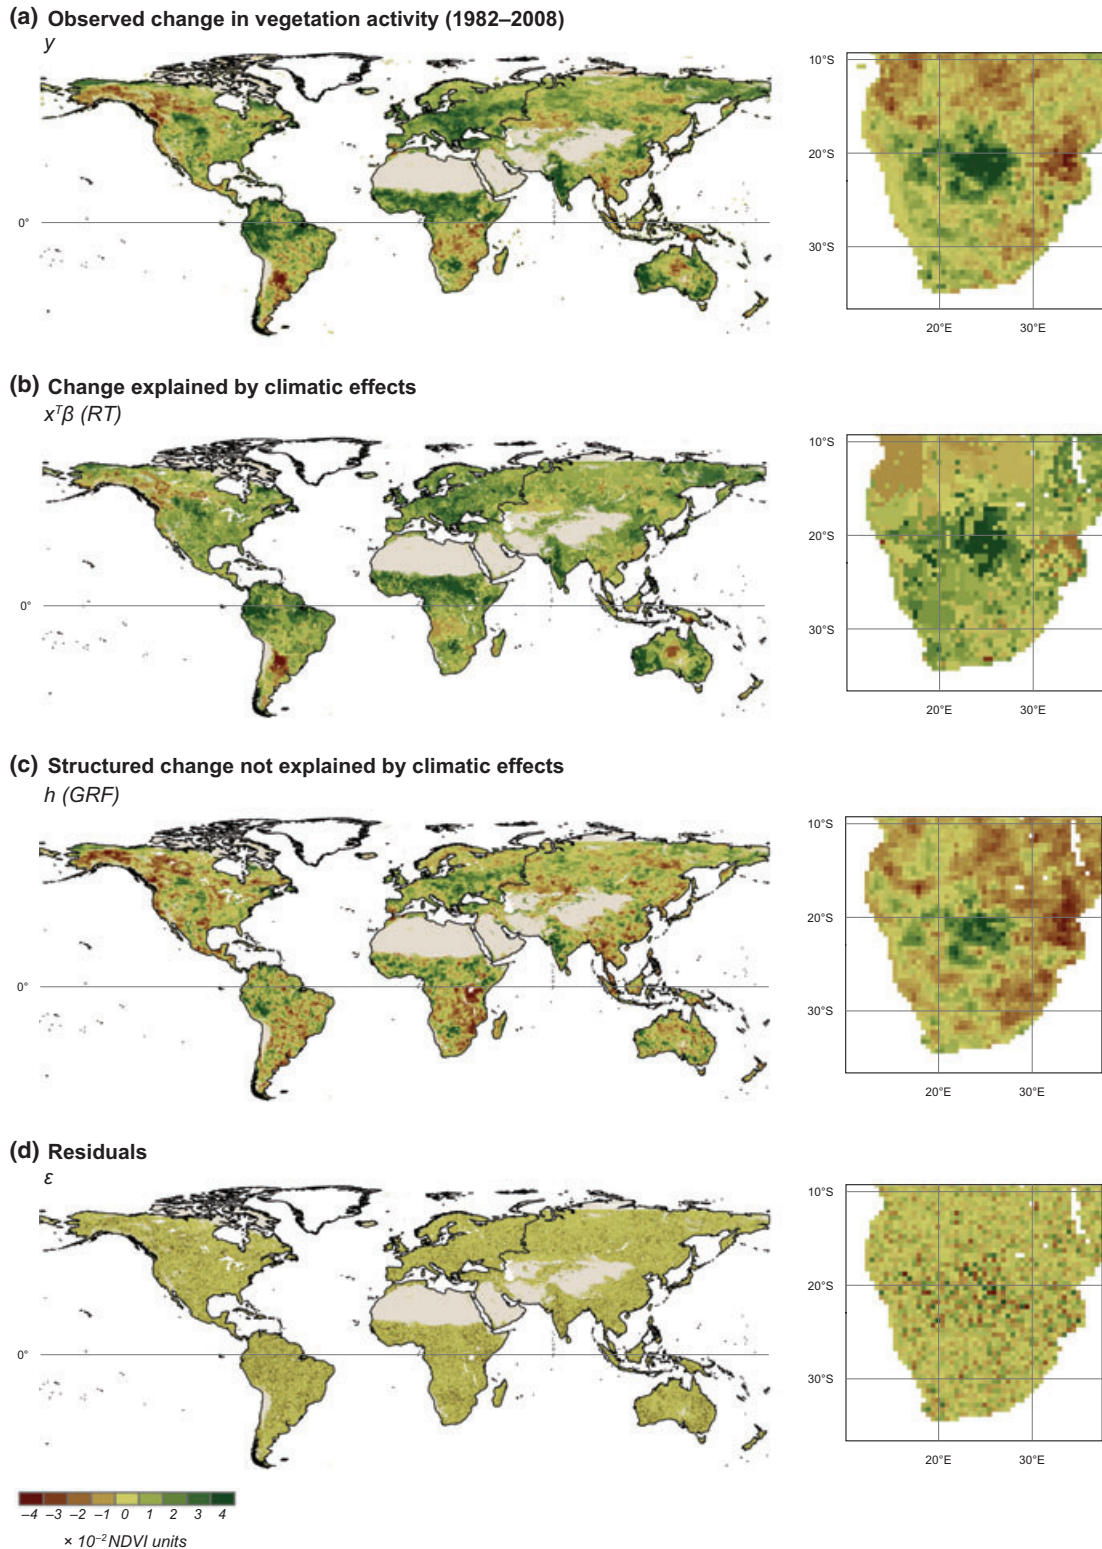 (a) Observed change in vegetation activity (1982–2008)
y
0°
10°S
20°S
30°S
20°E 30°E
(b) Change explained by climatic effects
xᵀβ (RT)
0°
10°S
20°S
30°S
20°E 30°E
(c) Structured change not explained by climatic effects
h (GRF)
0°
10°S
20°S
30°S
20°E 30°E
(d) Residuals
ε
0°
10°S
20°S
30°S
20°E 30°E
–4 –3 –2 –1 0 1 2 3 4
× 10⁻² NDVI units